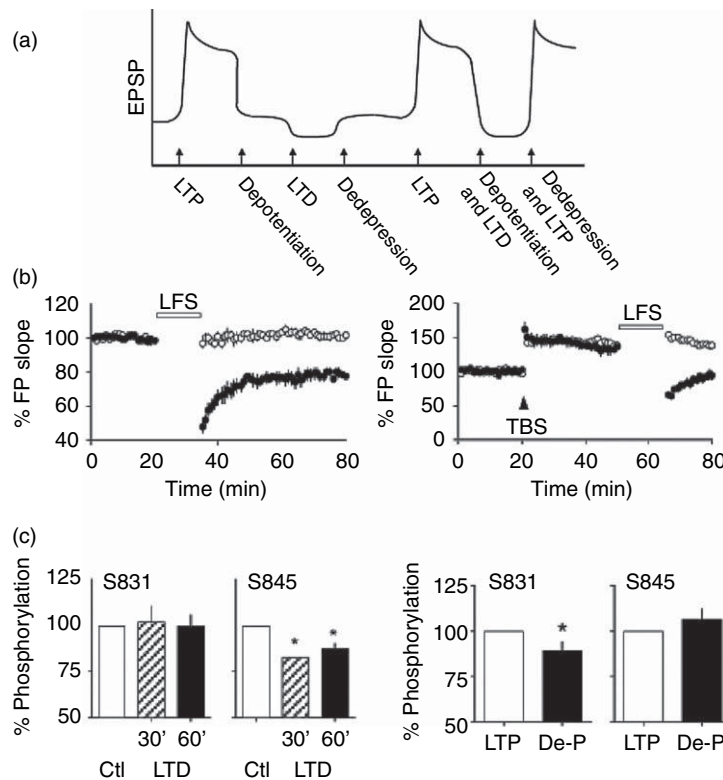 (a)
EPSP
LTP
Depotentiation
LTD
Dedepression
LTP
Depotentiation
and LTD
Dedepression
and LTP
(b)
% FP slope
120
100
80
60
40
LFS
0 20 40 60 80
Time (min)
% FP slope
200
150
100
50
0
LFS
TBS
0 20 40 60 80
Time (min)
(c)
% Phosphorylation
125
100
75
50
S831
*
*
S845
30’ 60’
30’ 60’
Ctl LTD
Ctl LTD
% Phosphorylation
125
100
75
50
S831
*
S845
LTP De-P
LTP De-P